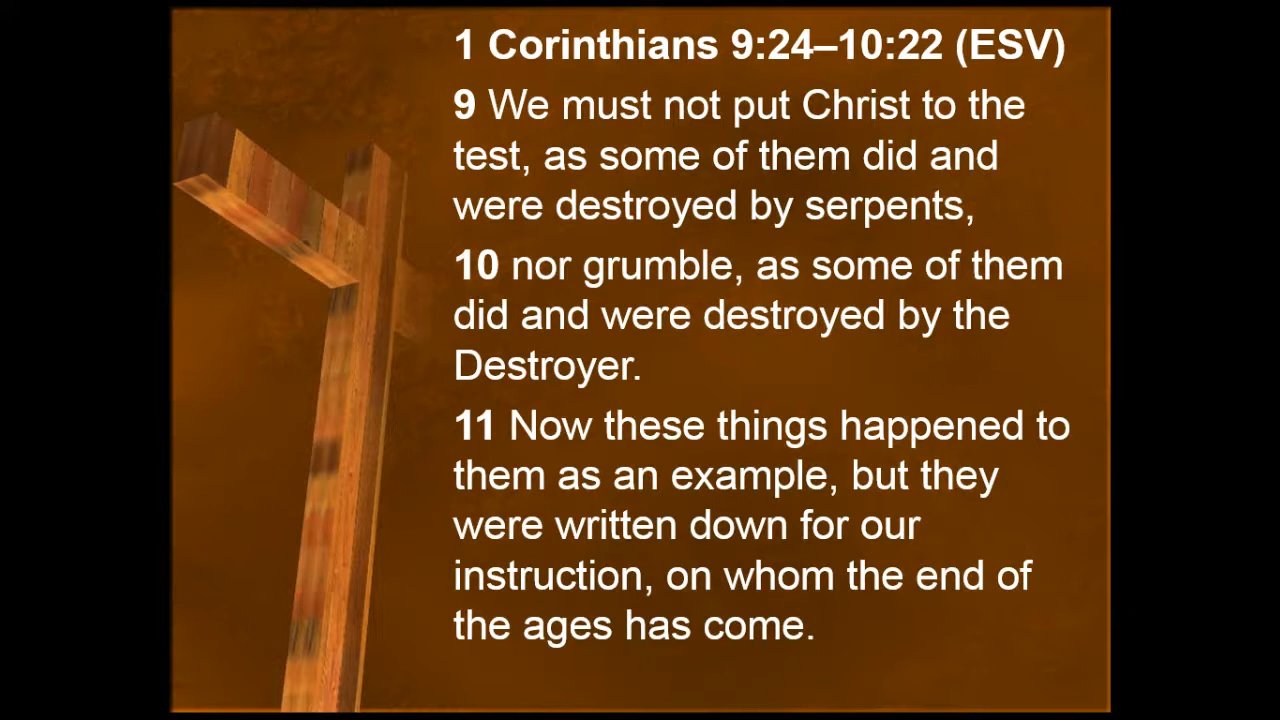 1 Corinthians 9:24–10:22 (ESV)
9 We must not put Christ to the
test, as some of them did and
were destroyed by serpents,
10 nor grumble, as some of them
did and were destroyed by the
Destroyer.
11 Now these things happened to
them as an example, but they
were written down for our
instruction, on whom the end of
the ages has come.